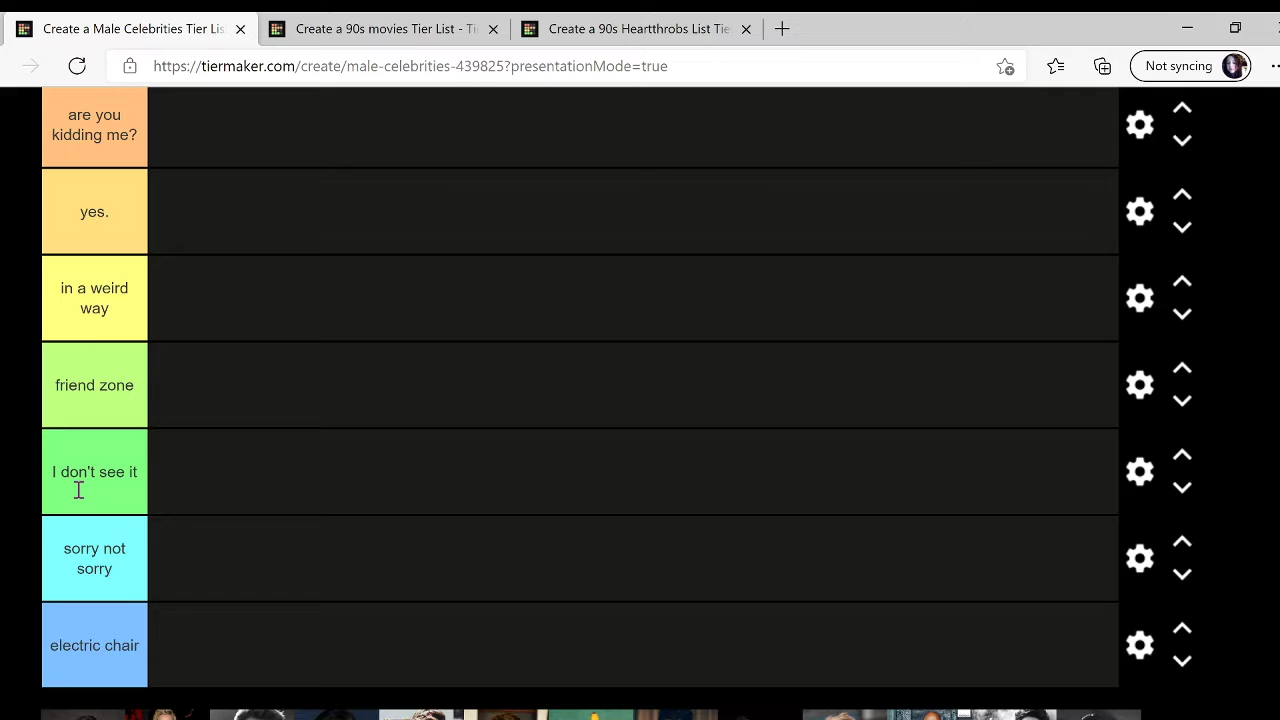 Create a Male Celebrities Tier Lis
Create a 90s movies Tier List - Ti
Create a 90s Heartthrobs List Tie
https://tiermaker.com/create/male-celebrities-439825?presentationMode=true
Not syncing
are you
kidding me?
yes.
in a weird
way
friend zone
I don't see it
sorry not
sorry
electric chair